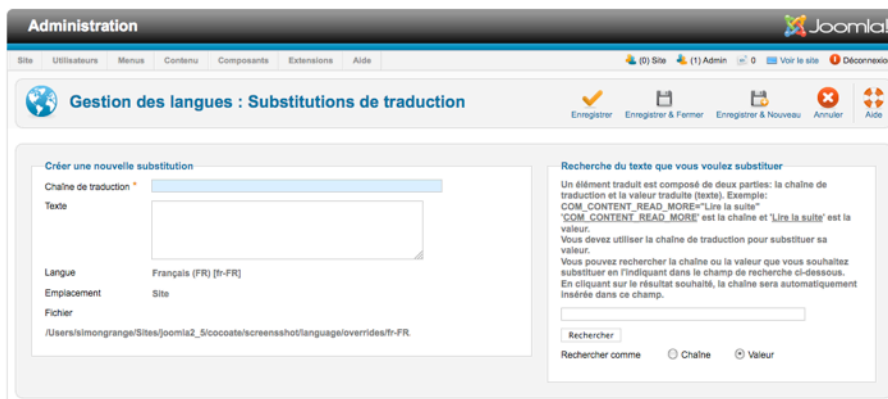 Administration
Joomla!
Site Utilisateurs Menus Contenu Composants Extensions Aide
(0) Site (1) Admin 0 Voir le site Déconnexio
Gestion des langues : Substitutions de traduction
Enregistrer Enregistrer & Fermer Enregistrer & Nouveau Annuler Aide
Créer une nouvelle substitution
Chaîne de traduction *
Texte
Langue Français (FR) [fr-FR]
Emplacement Site
Fichier
/Users/simongrange/Sites/joomla2_5/cocoate/screensshot/language/overrides/fr-FR.
Recherche du texte que vous voulez substituer
Un élément traduit est composé de deux parties: la chaîne de
traduction et la valeur traduite (texte). Exemple:
COM_CONTENT_READ_MORE="Lire la suite"
'COM_CONTENT_READ_MORE' est la chaîne et 'Lire la suite' est la
valeur.
Vous devez utiliser la chaîne de traduction pour substituer sa
valeur.
Vous pouvez rechercher la chaîne ou la valeur que vous souhaitez
substituer en l'indiquant dans le champ de recherche ci-dessous.
En cliquant sur le résultat souhaité, la chaîne sera automatiquement
insérée dans ce champ.
Rechercher
Rechercher comme Chaîne Valeur